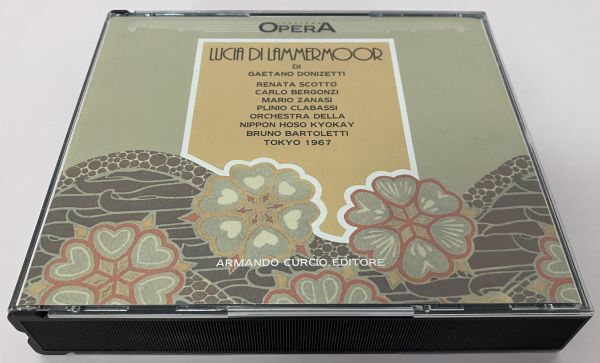 OPERA
LUCIA DI LAMMERMOOR
DI
GAETANO DONIZETTI
RENATA SCOTTO
CARLO BERGONZI
MARIO ZANASI
PLINIO CLABASSI
ORCHESTRA DELLA
NIPPON HOSO KYOKAY
BRUNO BARTOLETTI
TOKYO 1967
ARMANDO CURCIO EDITORE